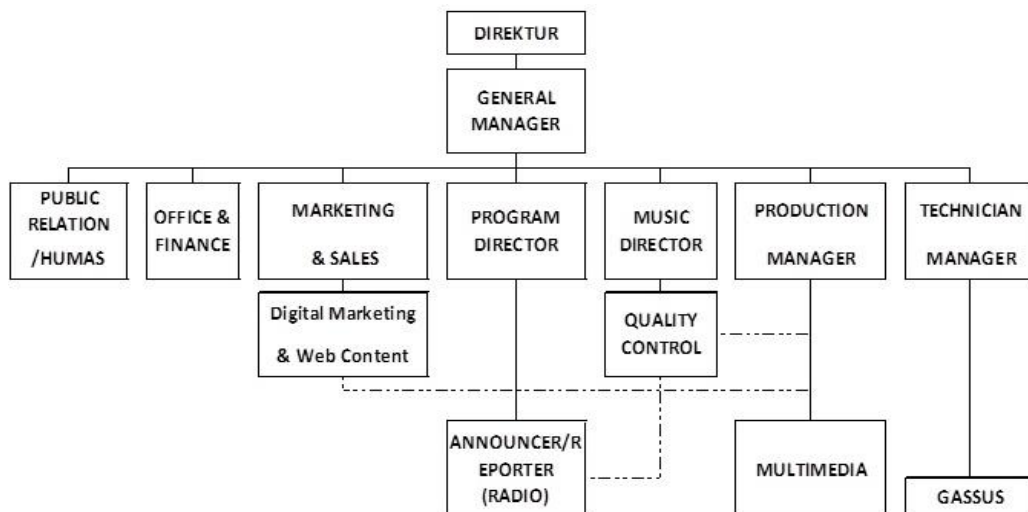 DIREKTUR
GENERAL
MANAGER
PUBLIC
RELATION
/HUMAS
OFFICE &
FINANCE
MARKETING
& SALES
PROGRAM
DIRECTOR
MUSIC
DIRECTOR
PRODUCTION
MANAGER
TECHNICIAN
MANAGER
Digital Marketing
& Web Content
QUALITY
CONTROL
ANNOUNCER/R
EPORTER
(RADIO)
MULTIMEDIA
GASSUS